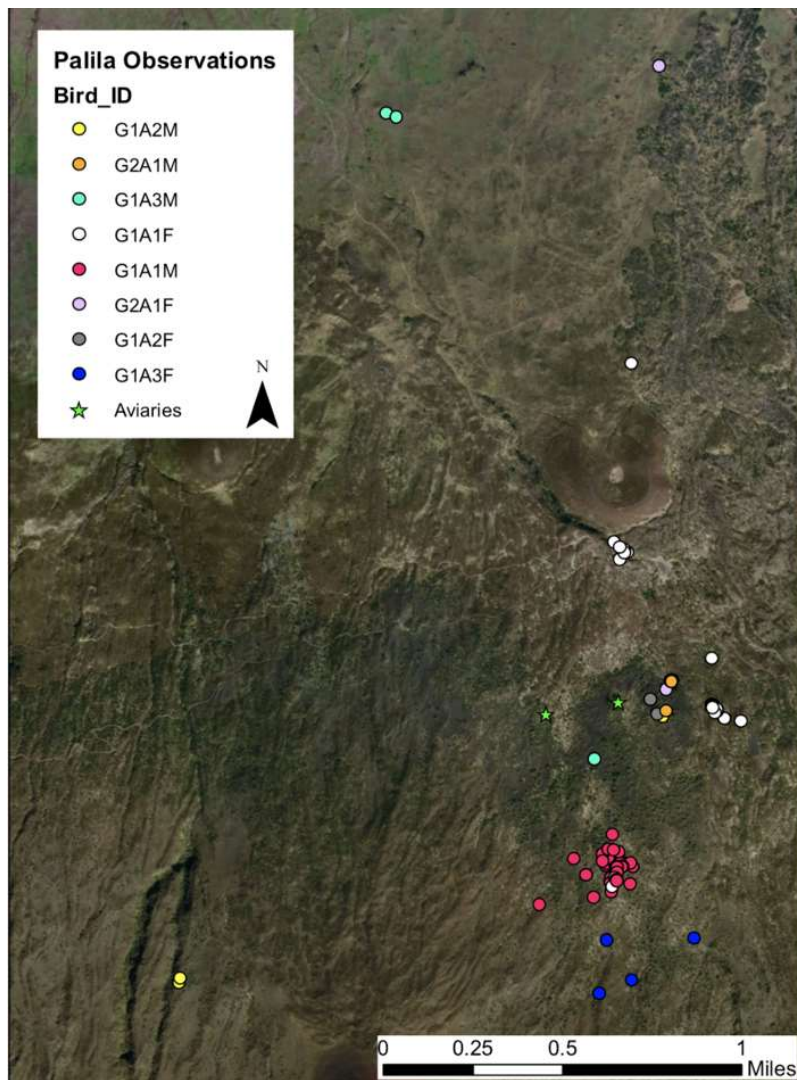 Palila Observations
Bird_ID
G1A2M
G2A1M
G1A3M
G1A1F
G1A1M
G2A1F
G1A2F
G1A3F
Aviaries
N
0 0.25 0.5 1
Miles